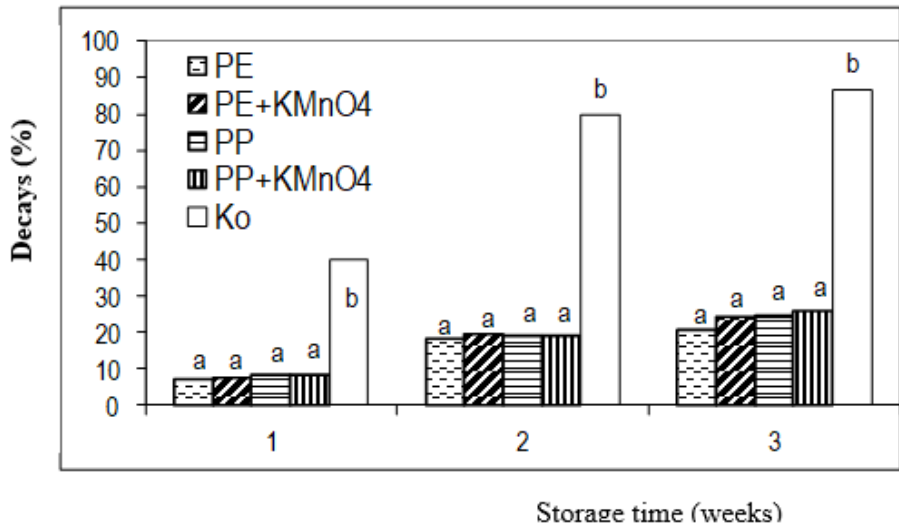 100
90
80
70
60
50
40
30
20
10
0
Decays (%)
PE
PE+KMnO4
PP
PP+KMnO4
Ko
a a a a b
a a a a b
a a a a b
1 2 3
Storage time (weeks)